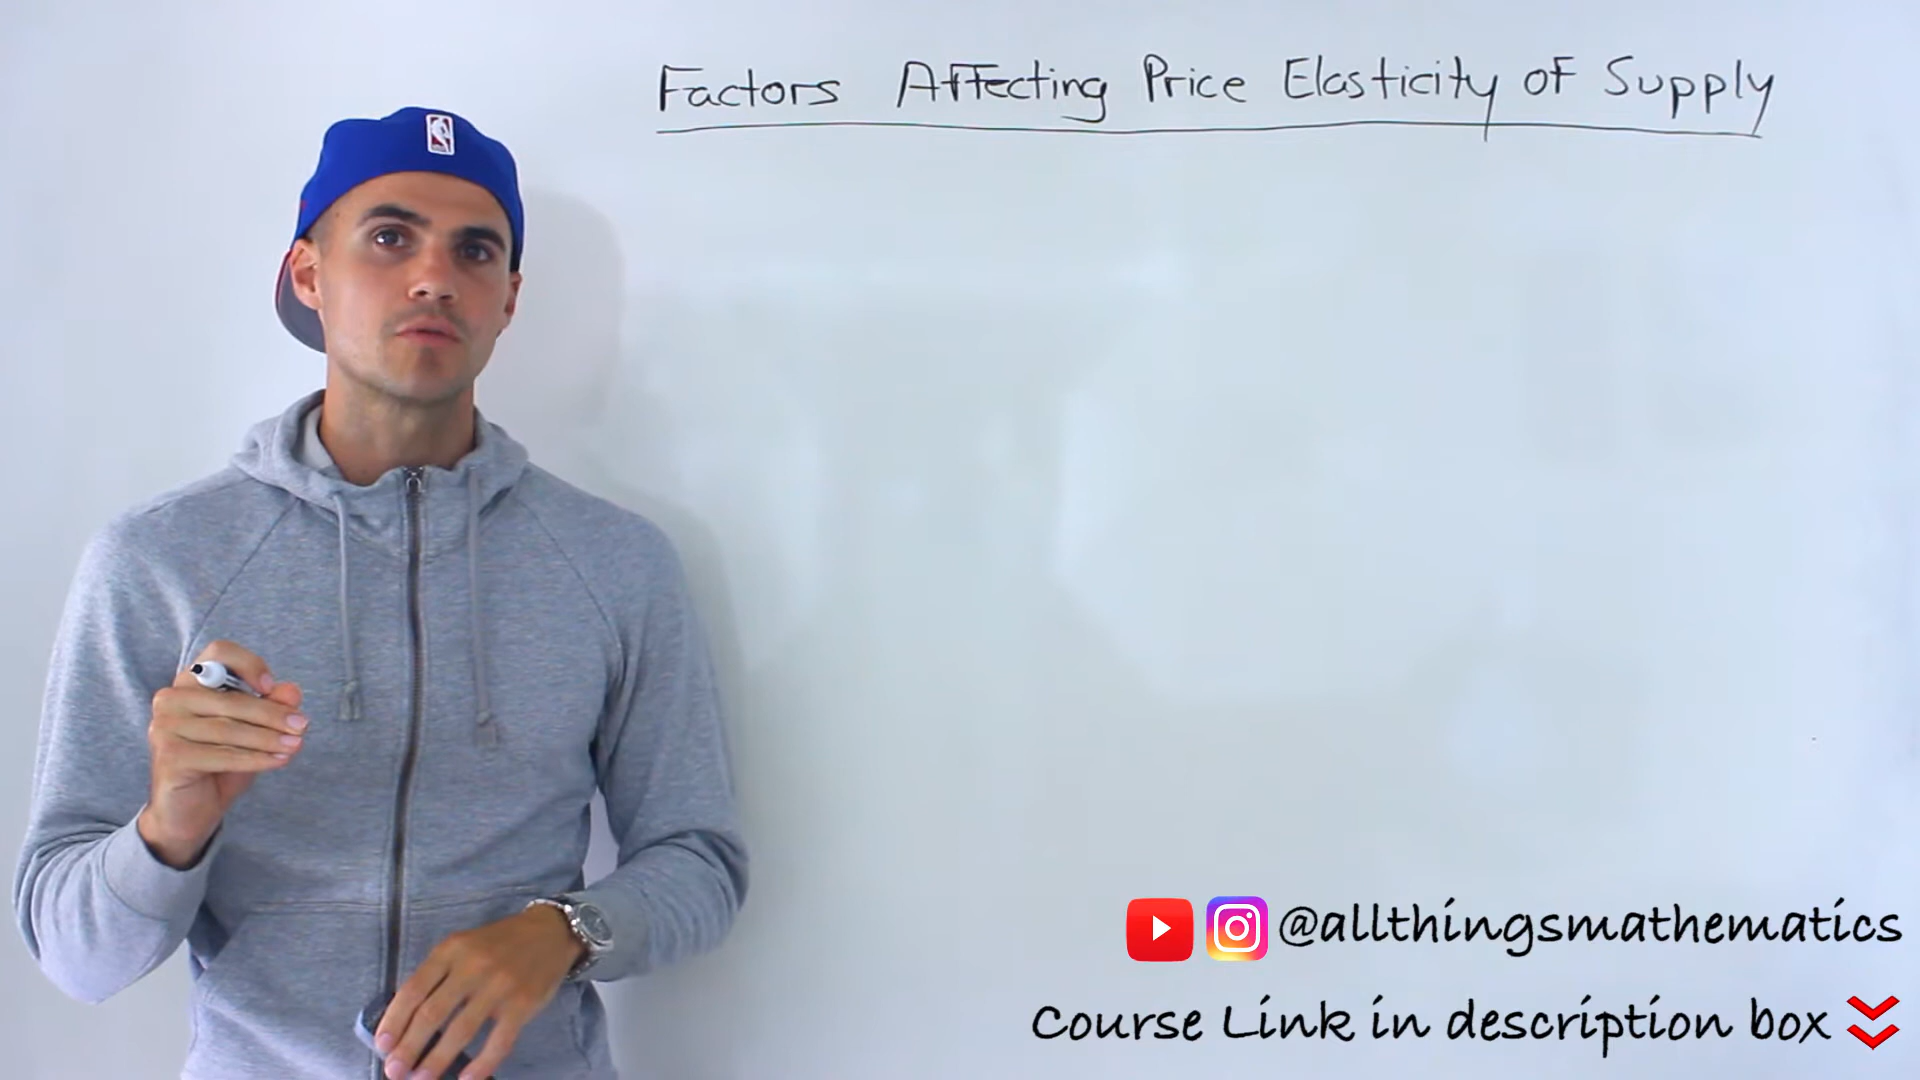 Factors Affecting Price Elasticity of Supply
@allthingsmathematics
Course Link in description box